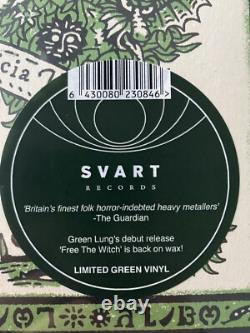 cia
6 430080 230846 >
SVART
RECORDS
'Britain's finest folk horror-indebted heavy metallers'
-The Guardian
Green Lung's debut release
'Free The Witch' is back on wax!
LIMITED GREEN VINYL